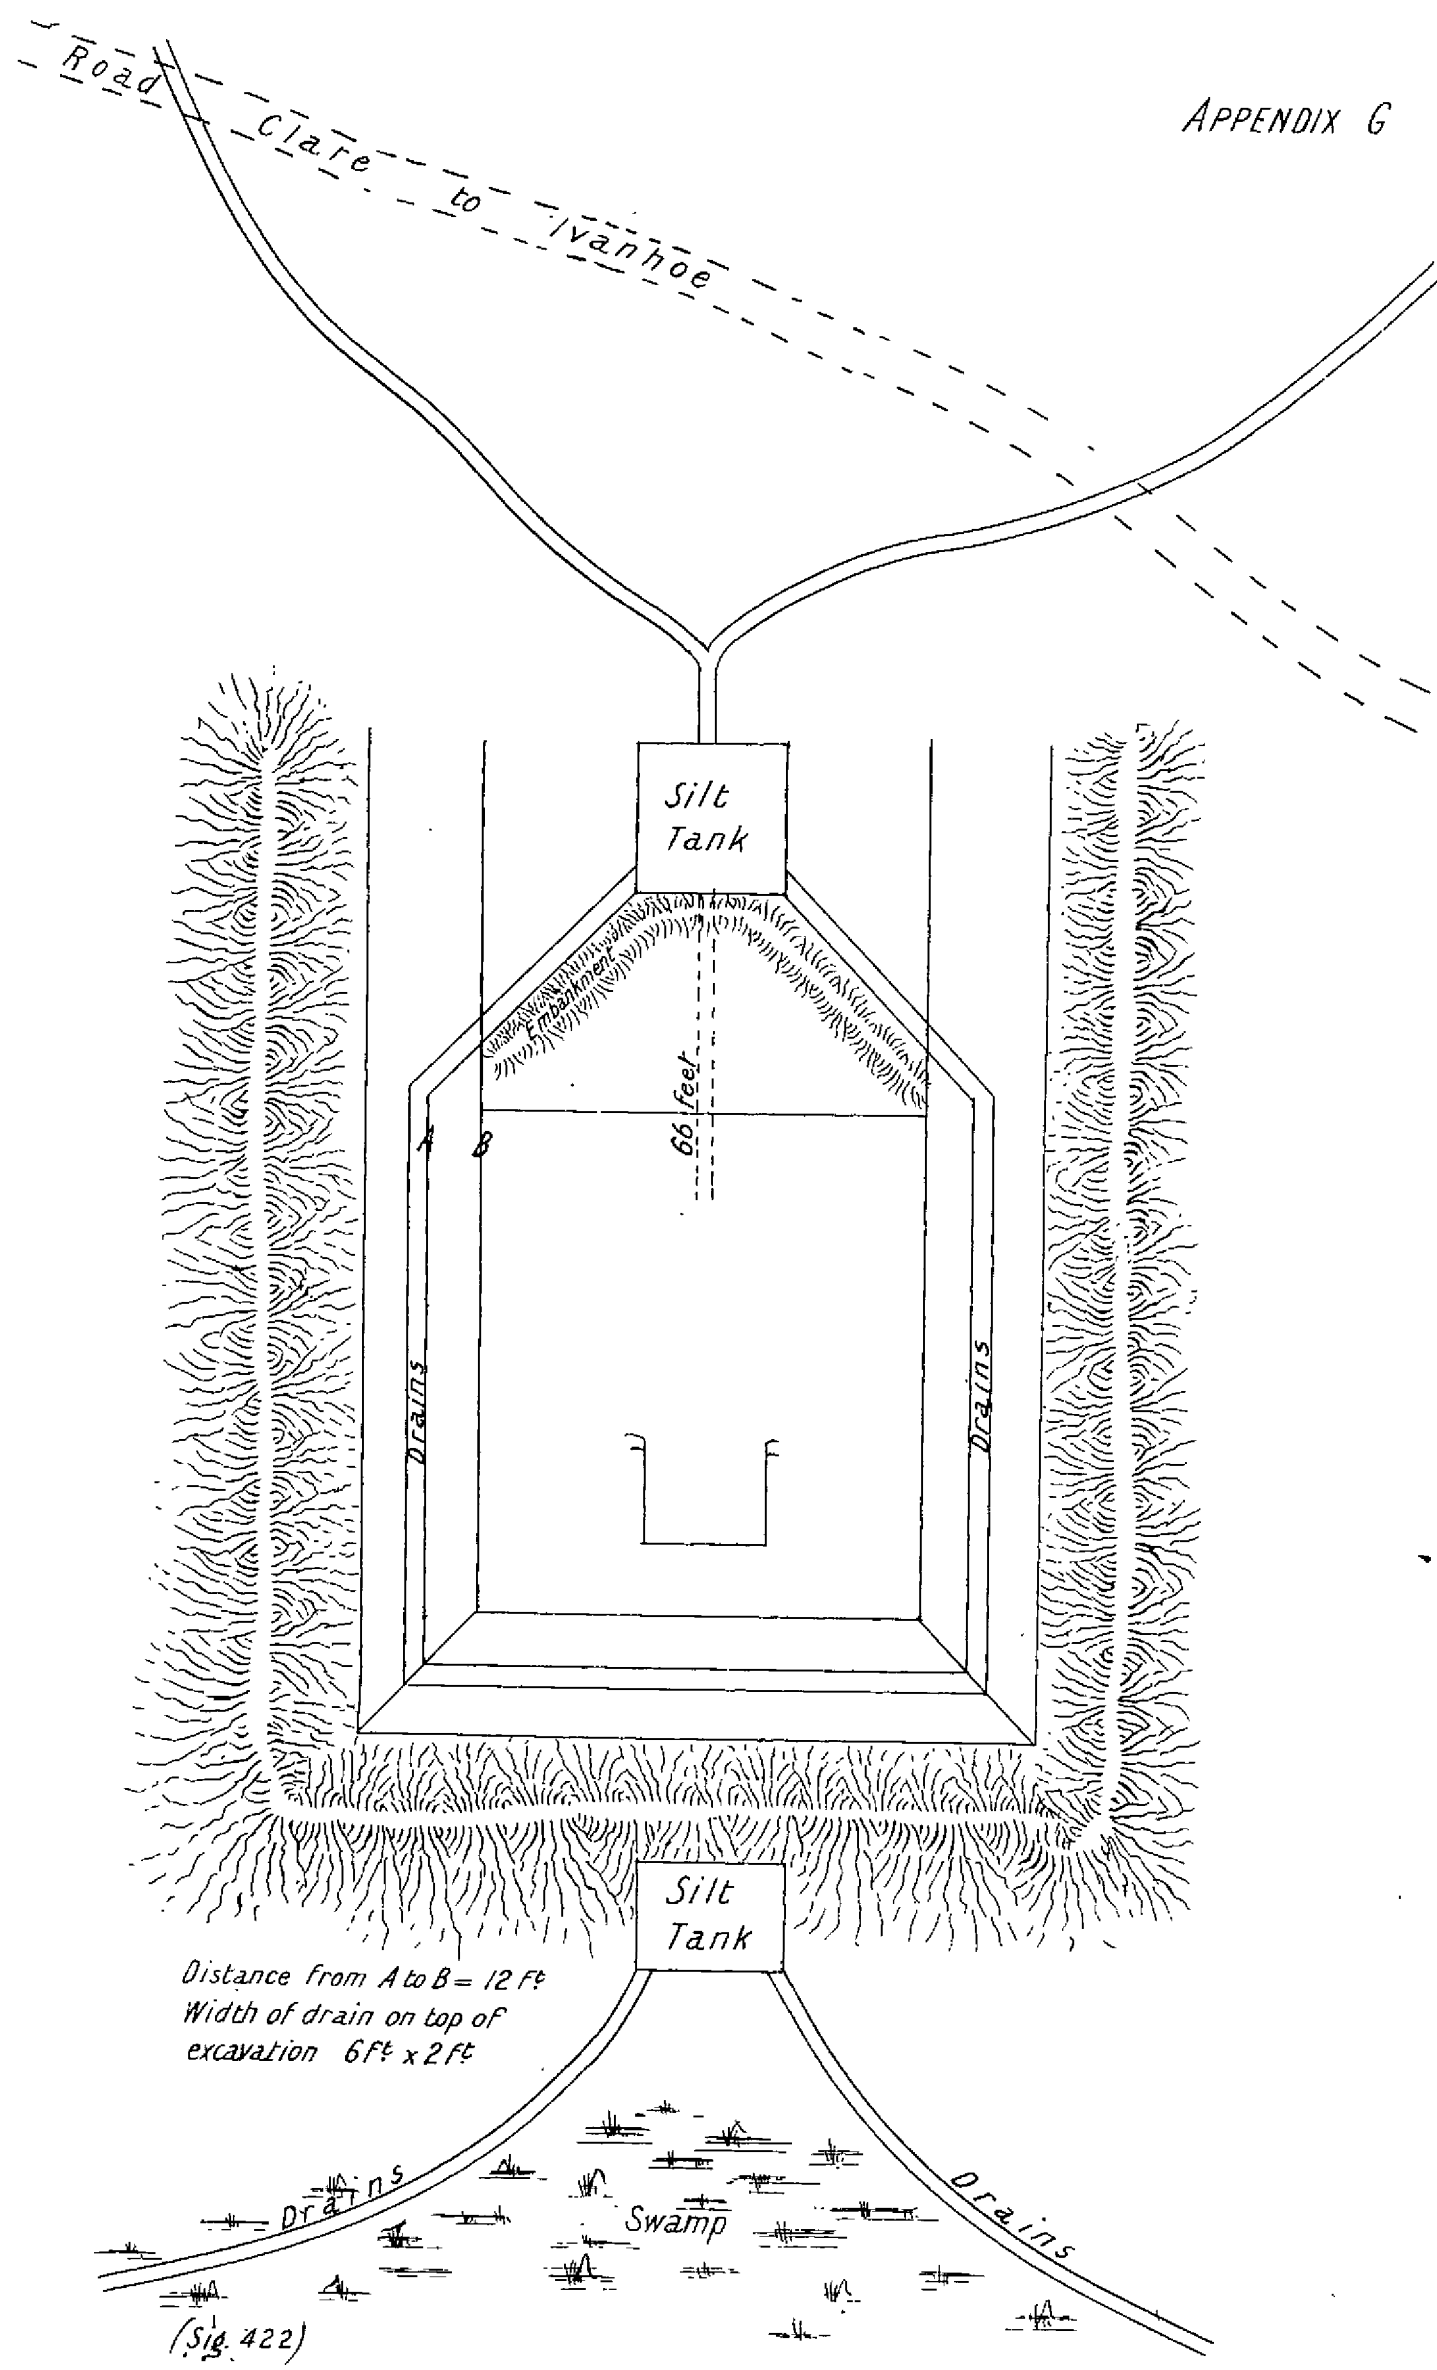 APPENDIX G
Road Clare to Ivanhoe
Silt
Tank
Embankment
66 feet
A B
Drains
Drains
Silt
Tank
Distance from A to B = 12 Ft.
Width of drain on top of
excavation 6 Ft. x 2 Ft.
Drains
Drains
Swamp
(Sig. 422)